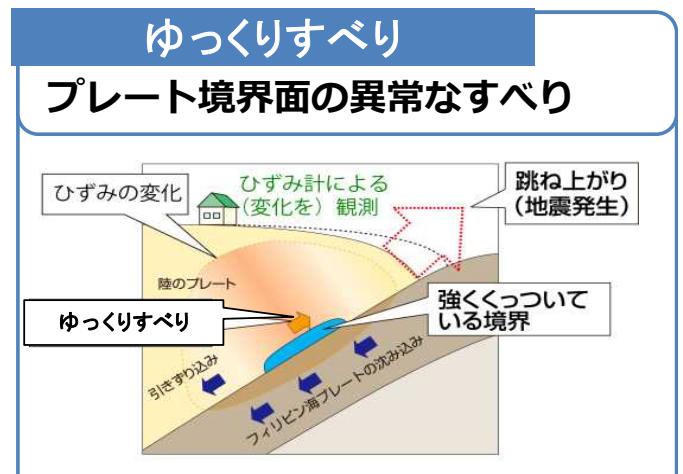 ゆっくりすべり
プレート境界面の異常なすべり
ひずみの変化
ひずみ計による
(変化を）観測
跳ね上がり
（地震発生）
陸のプレート
ゆっくりすべり
強くくっついて
いる境界
引きずり込み
フィリピン海プレートの沈み込み